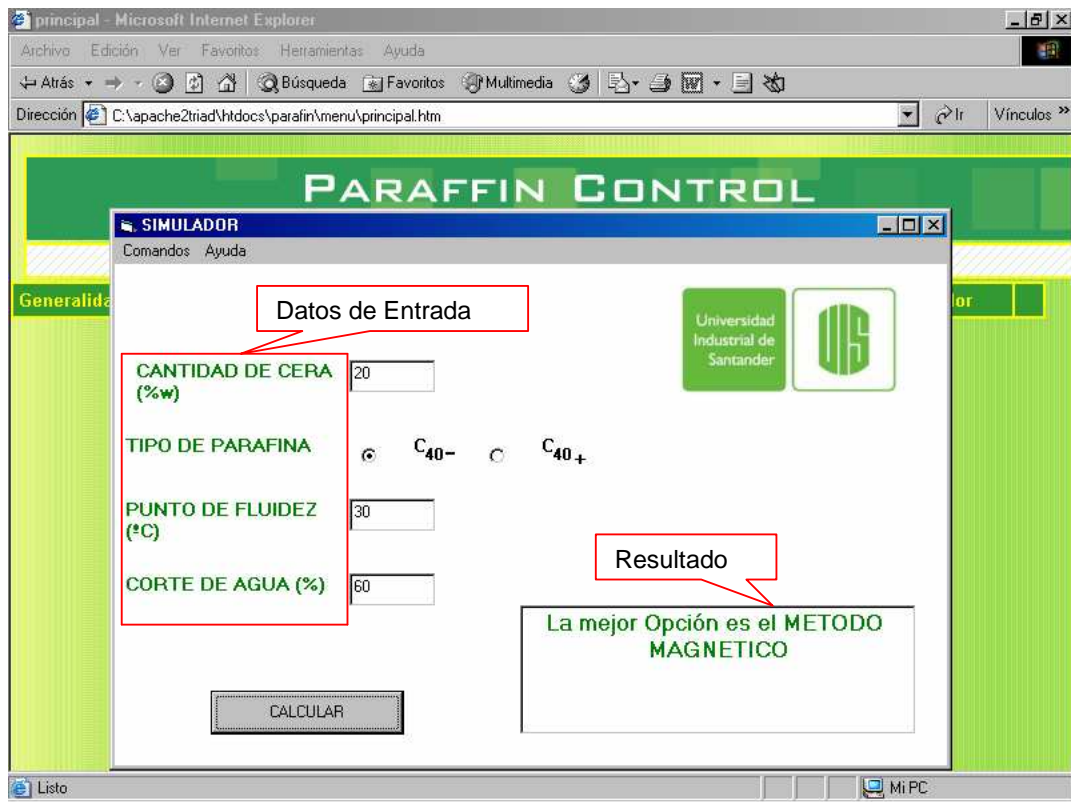 principal - Microsoft Internet Explorer
Archivo Edición Ver Favoritos Herramientas Ayuda
Atrás Búsqueda Favoritos Multimedia
Dirección C:\apache2triad\htdocs\parafin\menu\principal.htm Ir Vínculos »
PARAFFIN CONTROL
SIMULADOR
Comandos Ayuda
Generalida
dor
Datos de Entrada
Universidad
Industrial de
Santander
UIS
CANTIDAD DE CERA
(%w)
20
TIPO DE PARAFINA C40- C40+
PUNTO DE FLUIDEZ
(ºC)
30
Resultado
CORTE DE AGUA (%) 60
La mejor Opción es el METODO
MAGNETICO
CALCULAR
Listo Mi PC